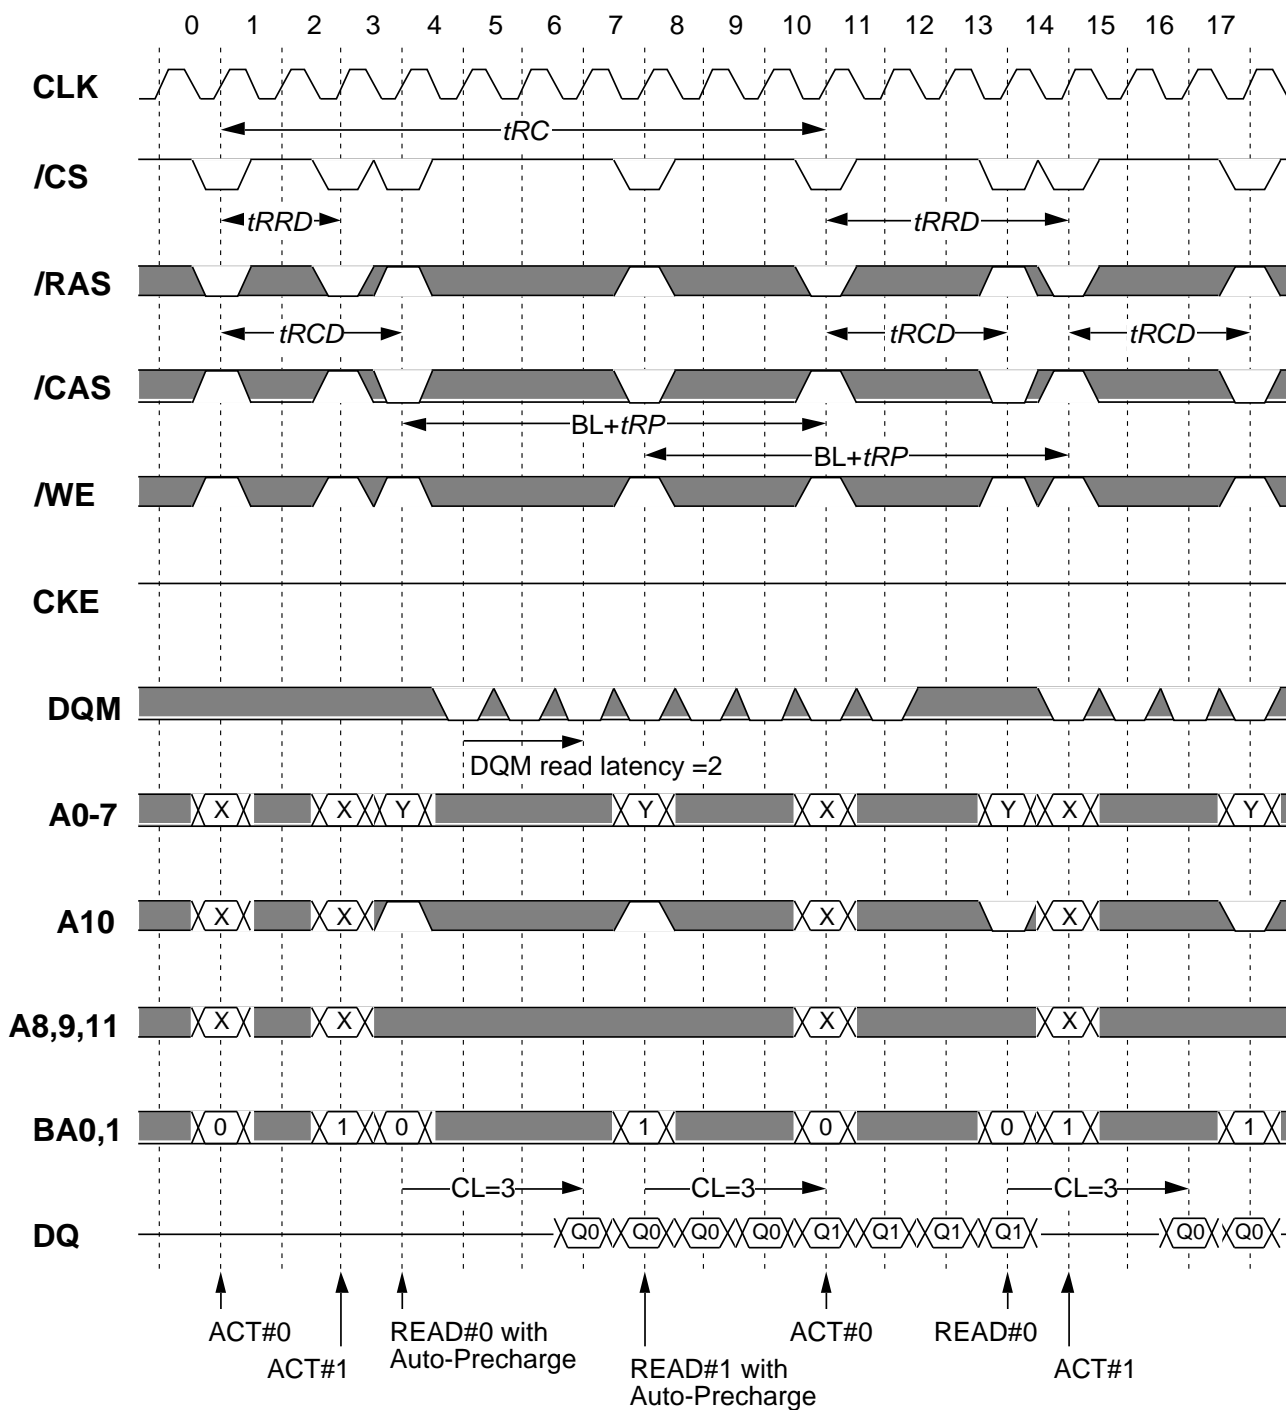 0 1 2 3 4 5 6 7 8 9 10 11 12 13 14 15 16 17
CLK
tRC
/CS
tRRD tRRD
/RAS
tRCD tRCD tRCD
/CAS
BL+tRP
BL+tRP
/WE
CKE
DQM
DQM read latency =2
A0-7 X X Y Y X Y X Y
A10 X X X X
A8,9,11 X X X X
BA0,1 0 1 0 1 0 0 1 1
CL=3 CL=3 CL=3
DQ Q0 Q0 Q0 Q0 Q1 Q1 Q1 Q1 Q0 Q0
ACT#0 READ#0 with ACT#0 READ#0
Auto-Precharge
ACT#1 READ#1 with ACT#1
Auto-Precharge